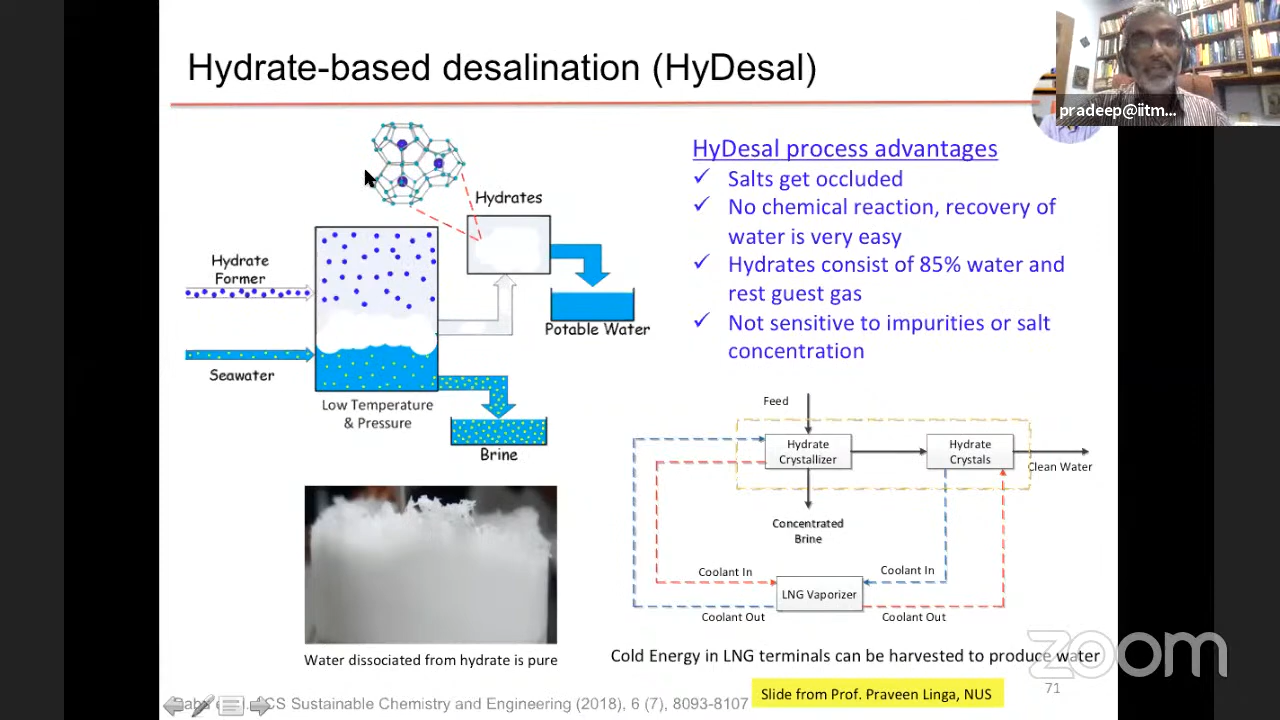 Hydrate-based desalination (HyDesal)
pradeep@iitm...
Hydrates
Hydrate
Former
Seawater
Low Temperature
& Pressure
Potable Water
Brine
HyDesal process advantages
✓ Salts get occluded
✓ No chemical reaction, recovery of
water is very easy
✓ Hydrates consist of 85% water and
rest guest gas
✓ Not sensitive to impurities or salt
concentration
Feed
Hydrate
Crystallizer
Hydrate
Crystals
Clean Water
Concentrated
Brine
Coolant In
Coolant In
LNG Vaporizer
Coolant Out
Coolant Out
Water dissociated from hydrate is pure
Cold Energy in LNG terminals can be harvested to produce water
zoom
Slide from Prof. Praveen Linga, NUS
71
CS Sustainable Chemistry and Engineering (2018), 6 (7), 8093-8107